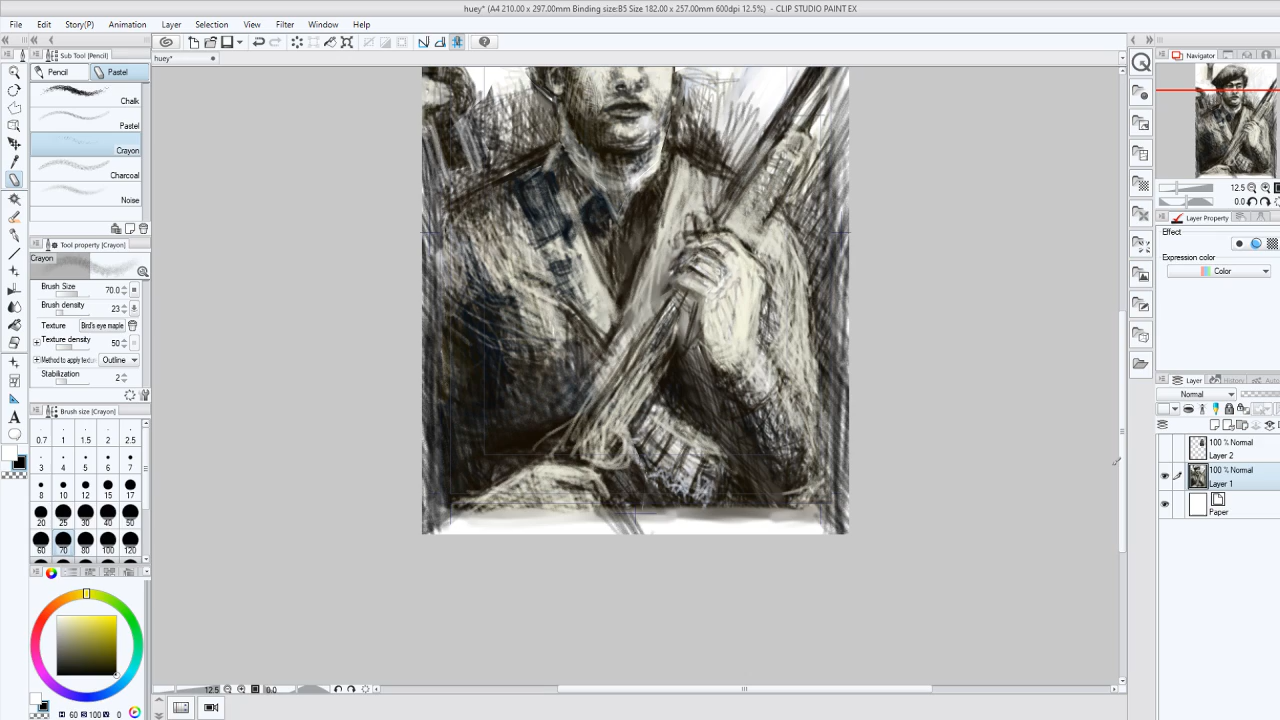 huey* (A4 210.00 x 297.00mm Binding size:B5 Size 182.00 x 257.00mm 600dpi 12.5%) - CLIP STUDIO PAINT EX
File Edit Story(P) Animation Layer Selection View Filter Window Help
Sub Tool [Pencil]
Pencil Pastel
Chalk
Pastel
Crayon
Charcoal
Noise
Tool property [Crayon]
Crayon
Brush Size 70.0
Brush density 23
Texture Bird's eye maple
Texture density 50
Method to apply textur Outline
Stabilization 2
Brush size [Crayon]
0.7 1 1.5 2 2.5
3 4 5 6 7
8 10 12 15 17
20 25 30 40 50
60 70 80 100 120
H 60 S 100 V 0
huey*
12.5 0.0
Navigator
12.5
0.0
Layer Property
Effect
Expression color
Color
Layer History Auto
Normal
100 % Normal
Layer 2
100 % Normal
Layer 1
Paper